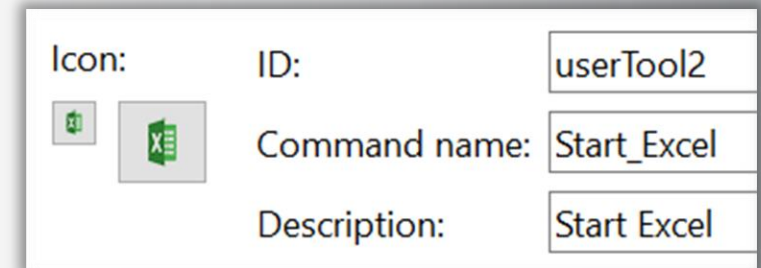 Icon: ID: userTool2
Command name: Start_Excel
Description: Start Excel